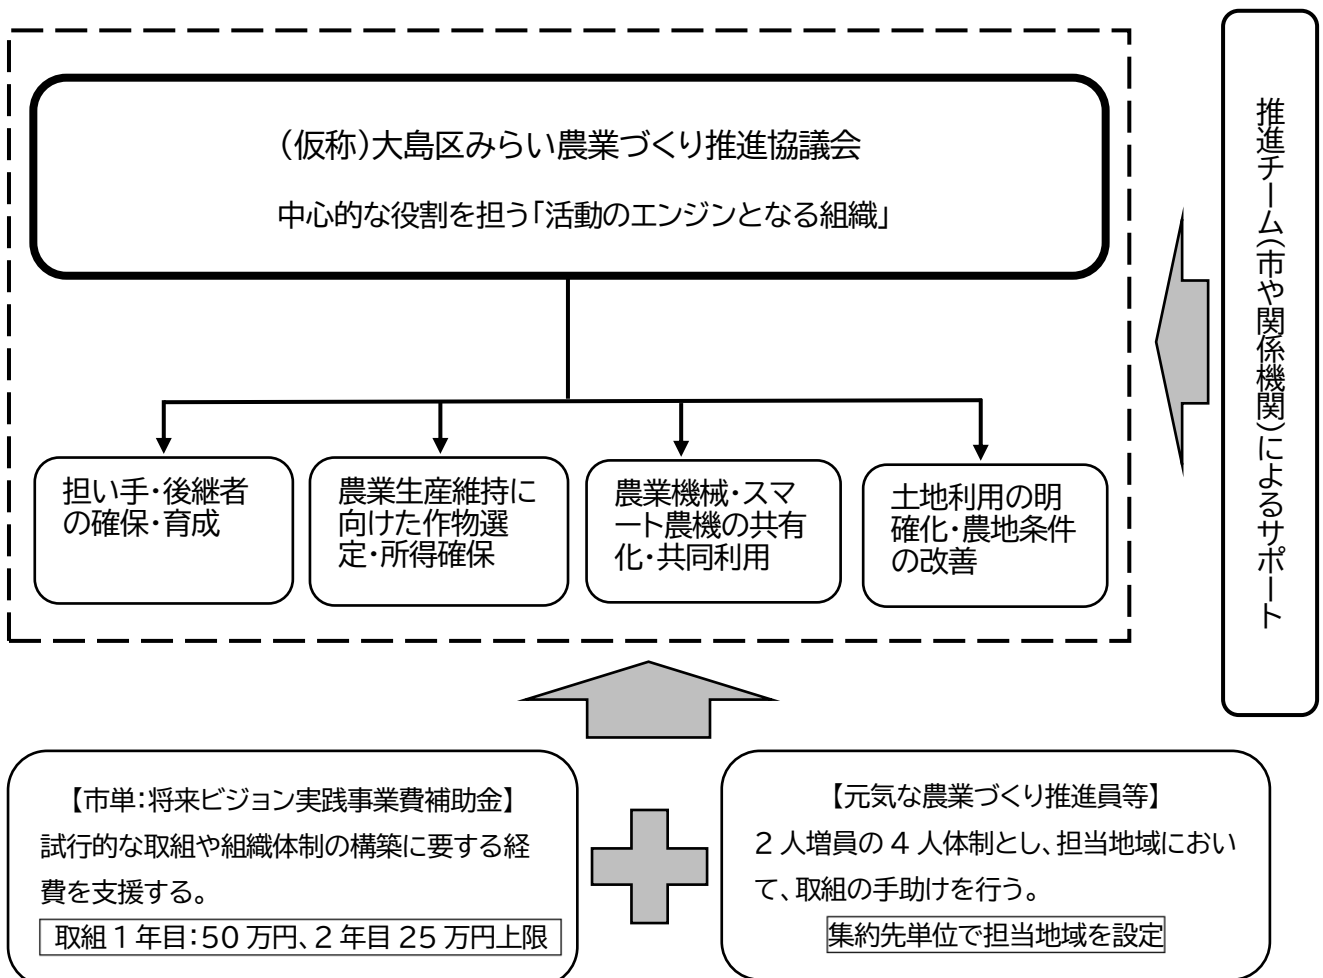 (仮称)大島区みらい農業づくり推進協議会
中心的な役割を担う「活動のエンジンとなる組織」
担い手・後継者
の確保・育成
農業生産維持に
向けた作物選
定・所得確保
農業機械・スマ
ート農機の共有
化・共同利用
土地利用の明
確化・農地条件
の改善
推進チーム(市や関係機関)によるサポート
【市単:将来ビジョン実践事業費補助金】
試行的な取組や組織体制の構築に要する経
費を支援する。
取組1年目:50万円、2年目25万円上限
【元気な農業づくり推進員等】
2人増員の4人体制とし、担当地域におい
て、取組の手助けを行う。
集約先単位で担当地域を設定